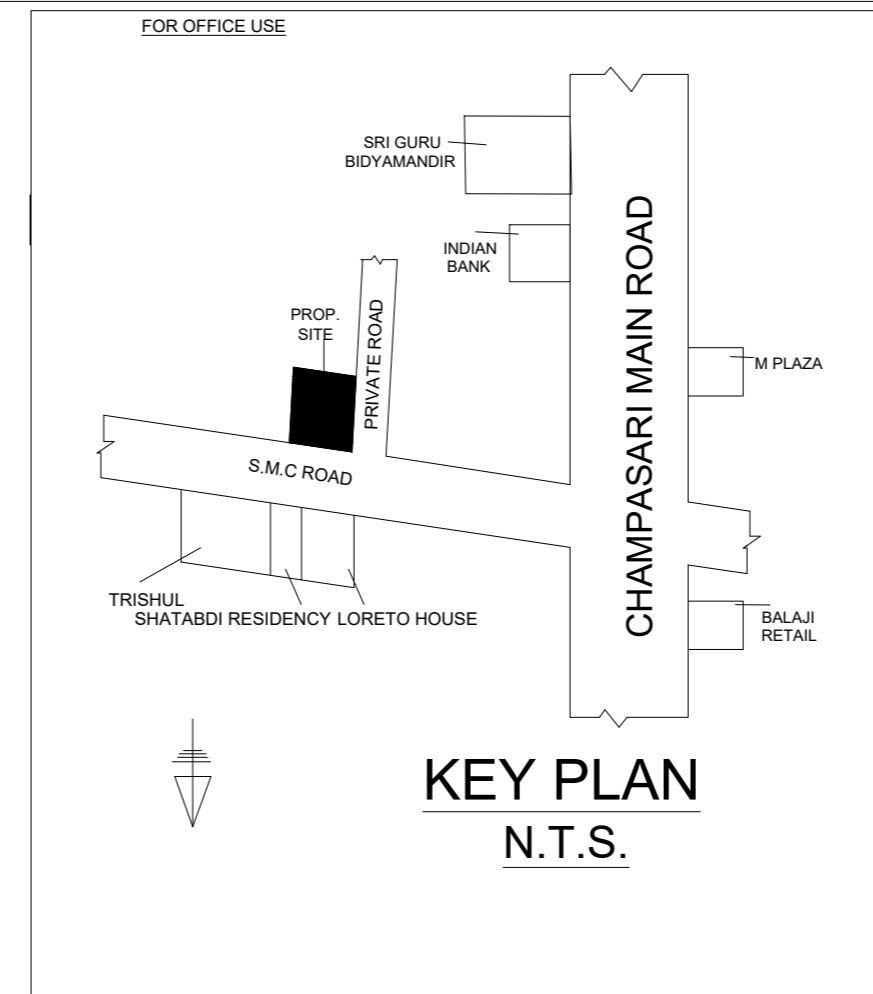 FOR OFFICE USE
SRI GURU
BIDYAMANDIR
INDIAN
BANK
CHAMPASARI MAIN ROAD
PROP.
SITE
PRIVATE ROAD
M PLAZA
S.M.C ROAD
TRISHUL
SHATABDI RESIDENCY
LORETO HOUSE
BALAJI
RETAIL
KEY PLAN
N.T.S.